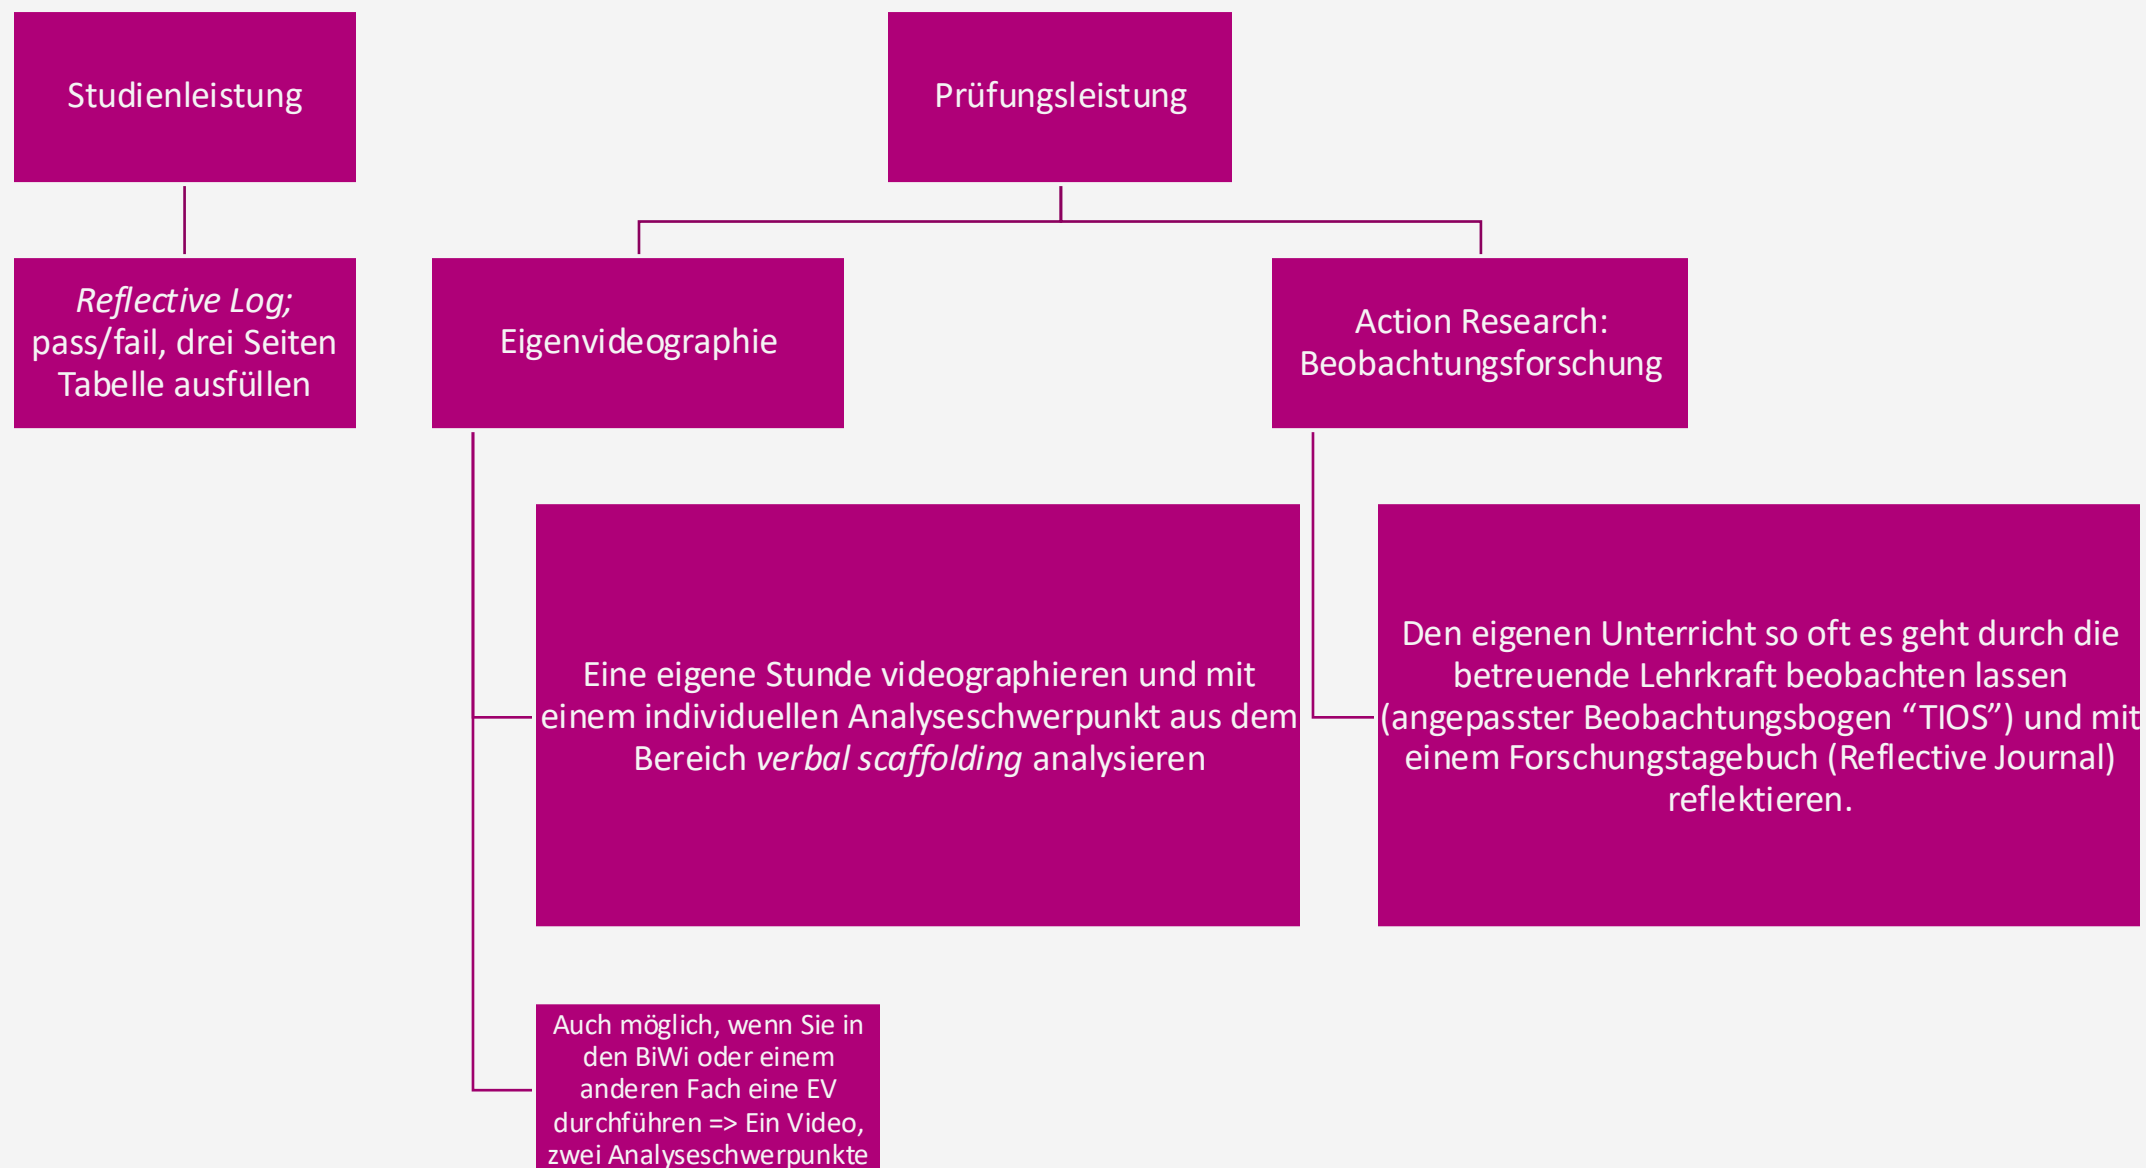 Studienleistung
Prüfungsleistung
Reflective Log;
pass/fail, drei Seiten
Tabelle ausfüllen
Eigenvideographie
Action Research:
Beobachtungsforschung
Eine eigene Stunde videographieren und mit
einem individuellen Analyseschwerpunkt aus dem
Bereich verbal scaffolding analysieren
Den eigenen Unterricht so oft es geht durch die
betreuende Lehrkraft beobachten lassen
(angepasster Beobachtungsbogen “TIOS”) und mit
einem Forschungstagebuch (Reflective Journal)
reflektieren.
Auch möglich, wenn Sie in
den BiWi oder einem
anderen Fach eine EV
durchführen => Ein Video,
zwei Analyseschwerpunkte